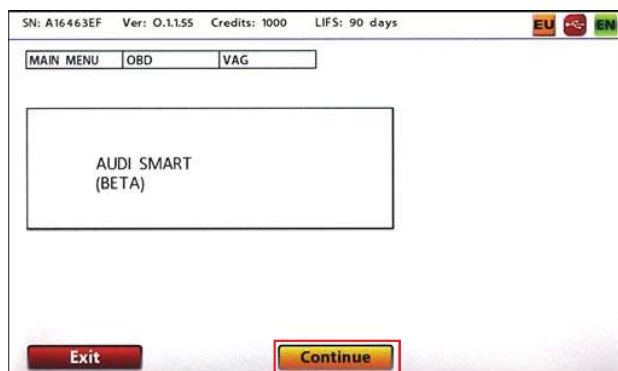 SN: A16463EF Ver: O.1.1.55 Credits: 1000 LIFS: 90 days EU EN
MAIN MENU OBD VAG
AUDI SMART
(BETA)
Exit Continue